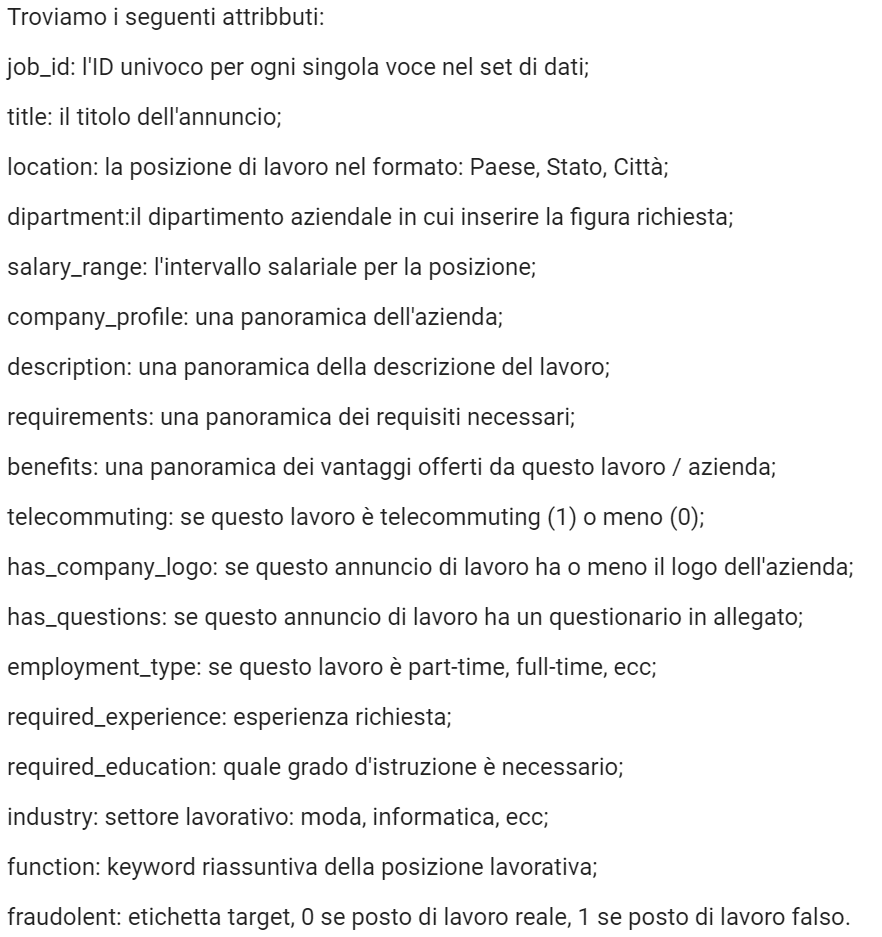 Troviamo i seguenti attribbuti:
job_id: l'ID univoco per ogni singola voce nel set di dati;
title: il titolo dell'annuncio;
location: la posizione di lavoro nel formato: Paese, Stato, Città;
dipartment:il dipartimento aziendale in cui inserire la figura richiesta;
salary_range: l'intervallo salariale per la posizione;
company_profile: una panoramica dell'azienda;
description: una panoramica della descrizione del lavoro;
requirements: una panoramica dei requisiti necessari;
benefits: una panoramica dei vantaggi offerti da questo lavoro / azienda;
telecommuting: se questo lavoro è telecommuting (1) o meno (0);
has_company_logo: se questo annuncio di lavoro ha o meno il logo dell'azienda;
has_questions: se questo annuncio di lavoro ha un questionario in allegato;
employment_type: se questo lavoro è part-time, full-time, ecc;
required_experience: esperienza richiesta;
required_education: quale grado d'istruzione è necessario;
industry: settore lavorativo: moda, informatica, ecc;
function: keyword riassuntiva della posizione lavorativa;
fraudolent: etichetta target, 0 se posto di lavoro reale, 1 se posto di lavoro falso.